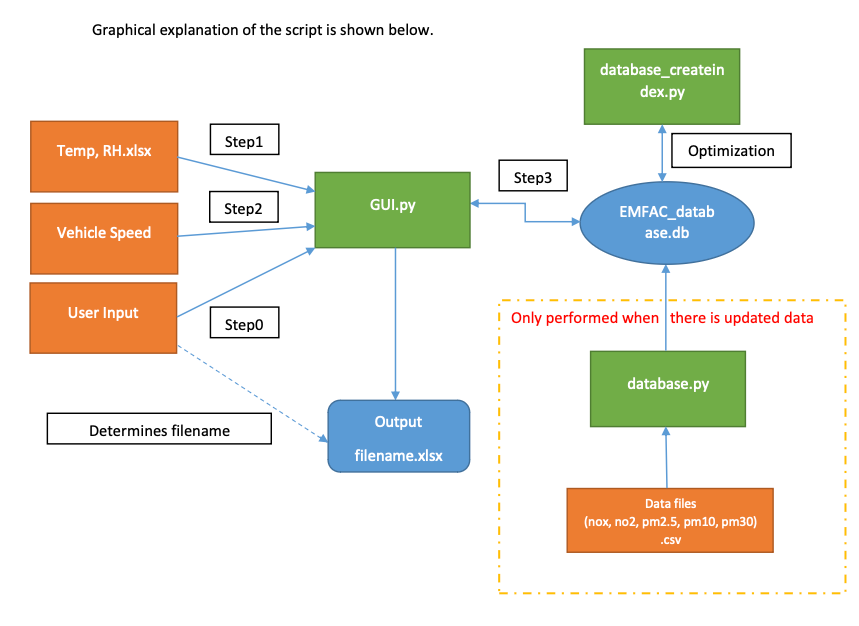 Graphical explanation of the script is shown below.
database_createin
dex.py
Temp, RH.xlsx
Step1
Optimization
Step3
Vehicle Speed
Step2
GUI.py
EMFAC_datab
ase.db
User Input
Step0
Only performed when there is updated data
database.py
Determines filename
Output
filename.xlsx
Data files
(nox, no2, pm2.5, pm10, pm30)
.csv